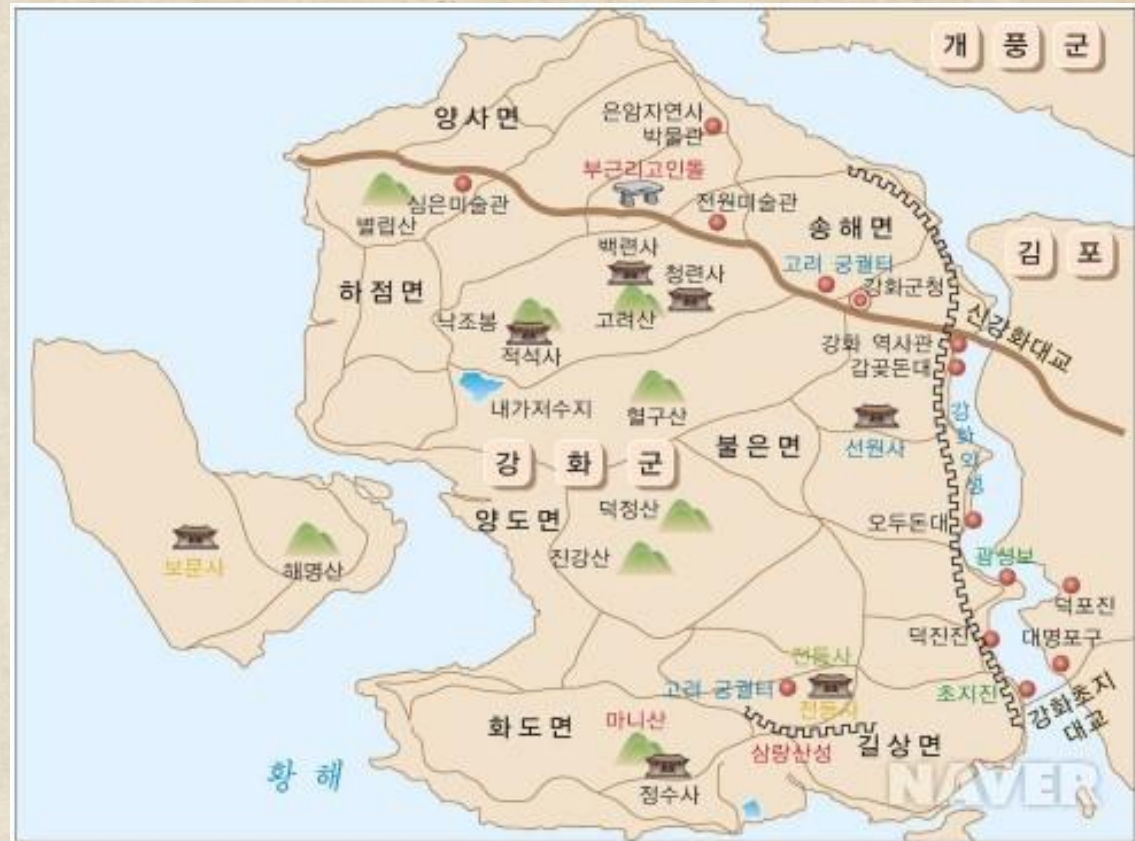 개 풍 군
양사면
은암자연사
박물관
부근리고인돌
심은미술관
별립산
전원미술관
송해면
백련사
청련사
고려 궁궐터
김 포
하점면
강화군청
낙조봉
고려산
적석사
신강화대교
강화 역사관
갑곶돈대
내가저수지
혈구산
강화외성
불은면
선원사
강 화 군
양도면
덕정산
오두돈대
보문사
해명산
진강산
광성보
덕포진
덕진진
대명포구
전등사
고려 궁궐터
전등사
초지진
강화초지
대교
화도면
마니산
삼랑산성
길상면
황해
정수사
NAVER